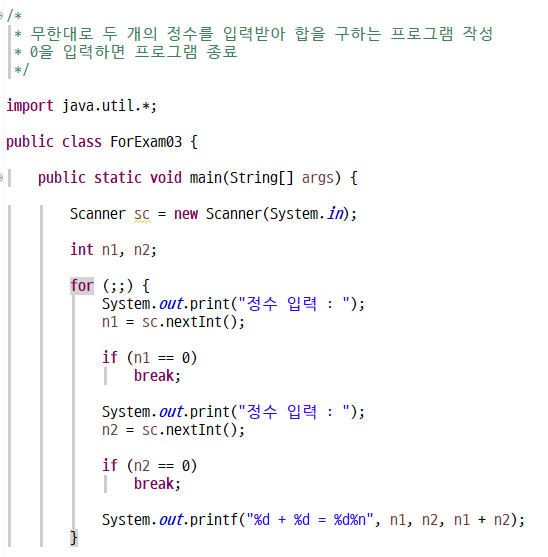 /*
* 무한대로 두 개의 정수를 입력받아 합을 구하는 프로그램 작성
* 0을 입력하면 프로그램 종료
*/
import java.util.*;
public class ForExam03 {
public static void main(String[] args) {
Scanner sc = new Scanner(System.in);
int n1, n2;
for (;;) {
System.out.print("정수 입력 : ");
n1 = sc.nextInt();
if (n1 == 0)
break;
System.out.print("정수 입력 : ");
n2 = sc.nextInt();
if (n2 == 0)
break;
System.out.printf("%d + %d = %d%n", n1, n2, n1 + n2);
}